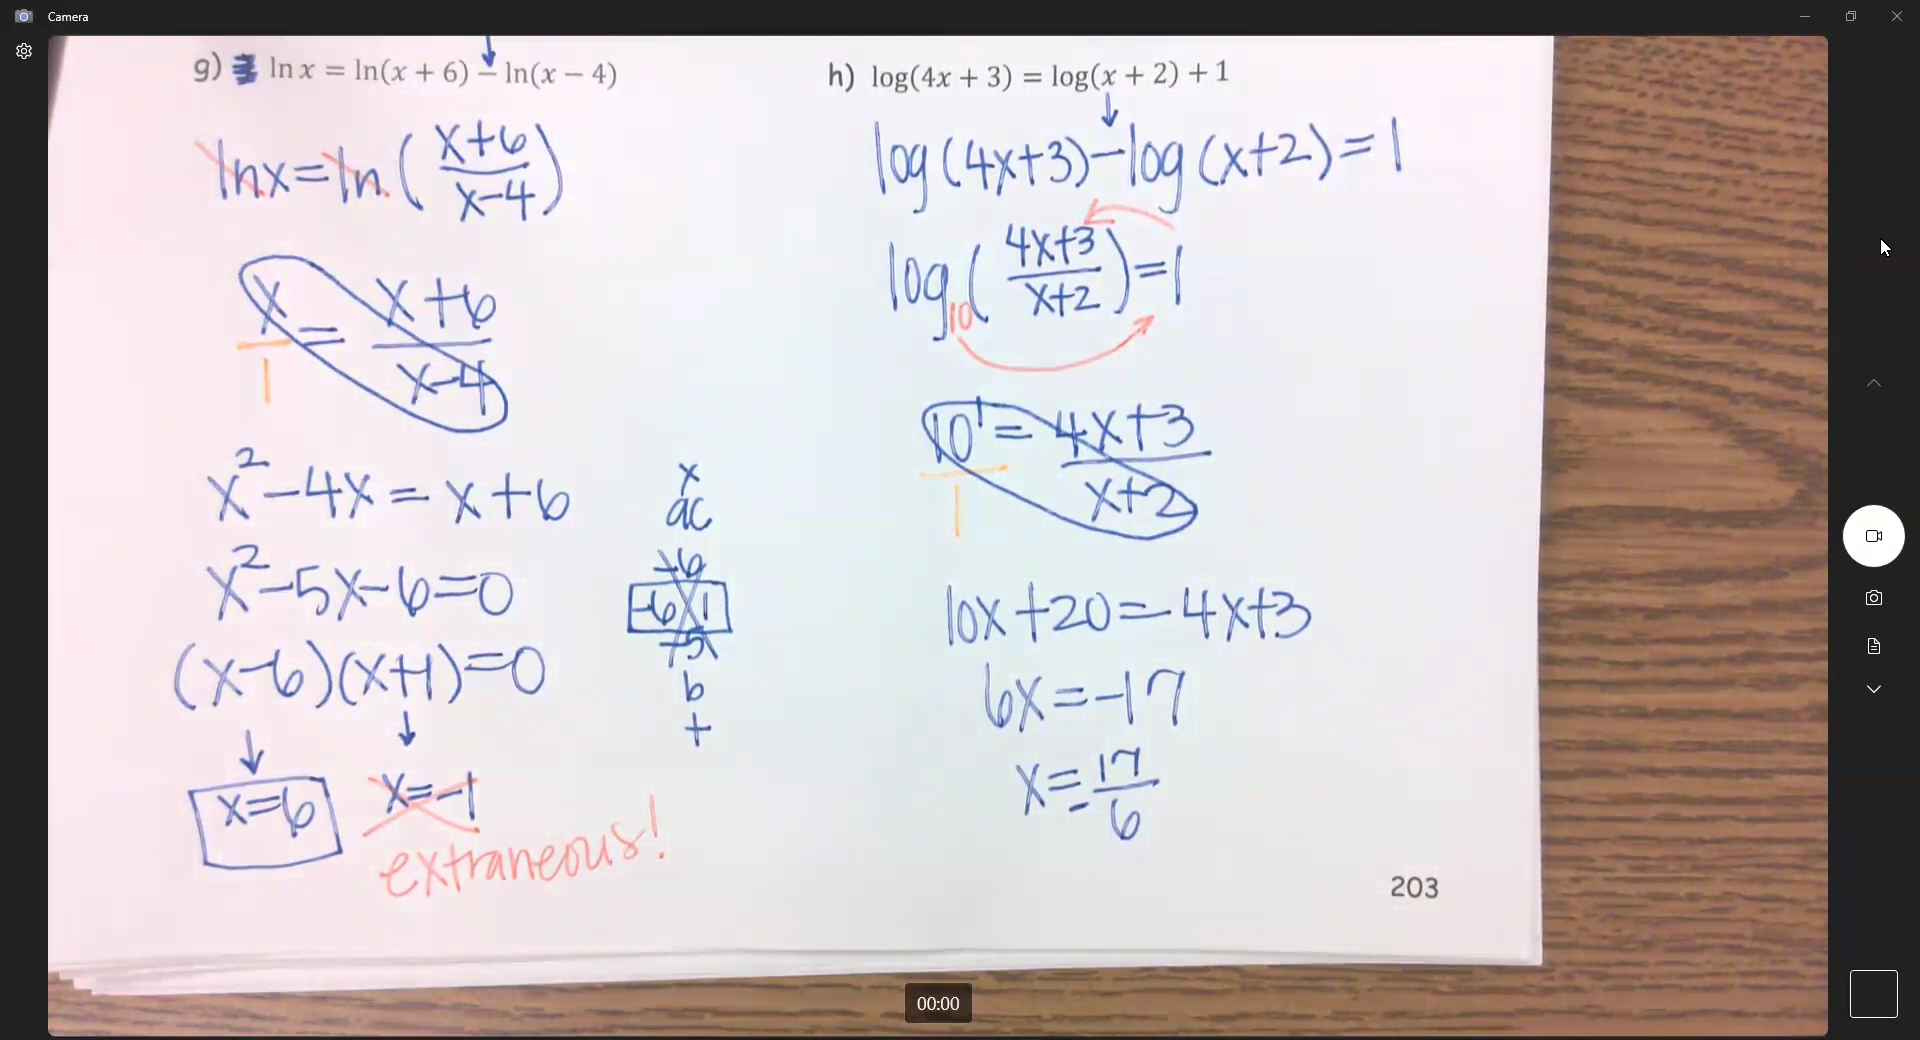 Camera
g) ln x = ln(x + 6) − ln(x − 4)
lnx = ln (x+6 / x−4)
x/1 = x+6 / x−4
x² − 4x = x + 6
x² − 5x − 6 = 0
(x−6)(x+1) = 0
x = 6
x = −1
extraneous!
x
ac
−6
−6 1
−5
b
+
h) log(4x + 3) = log(x + 2) + 1
log(4x+3) − log(x+2) = 1
log₁₀(4x+3 / x+2) = 1
10¹/1 = 4x+3 / x+2
10x + 20 = 4x + 3
6x = −17
x = −17/6
203
00:00